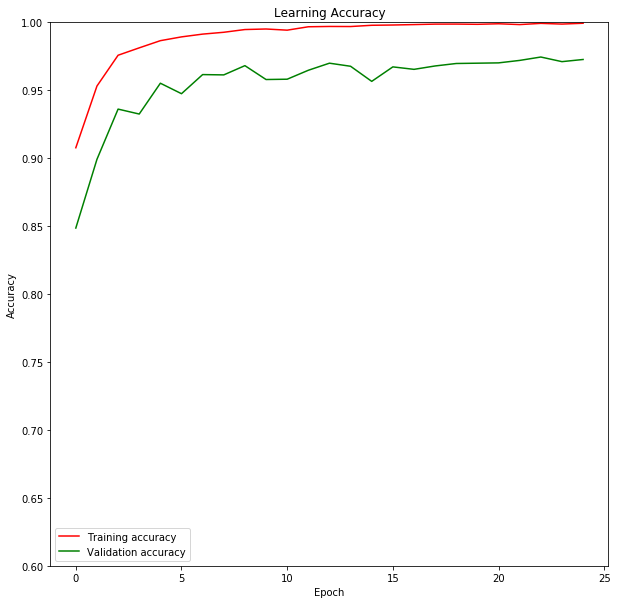 Learning Accuracy
1.00
0.95
0.90
0.85
0.80
0.75
0.70
0.65
0.60
Accuracy
Training accuracy
Validation accuracy
0 5 10 15 20 25
Epoch